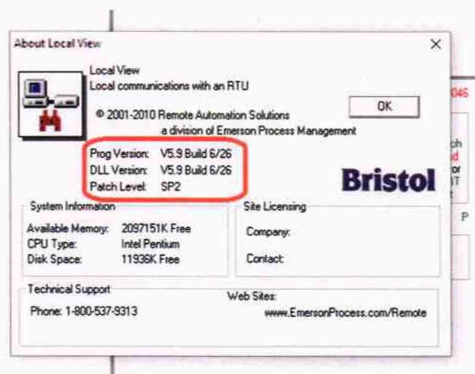 About Local View
Local View
Local communications with an RTU
© 2001-2010 Remote Automation Solutions
a division of Emerson Process Management
OK
Prog Version: V5.9 Build 6/26
DLL Version: V5.9 Build 6/26
Patch Level: SP2
Bristol
System Information
Available Memory: 2097151K Free
CPU Type: Intel Pentium
Disk Space: 11936K Free
Site Licensing
Company:
Contact:
Technical Support
Phone: 1-800-537-9313
Web Sites:
www.EmersonProcess.com/Remote
046
P